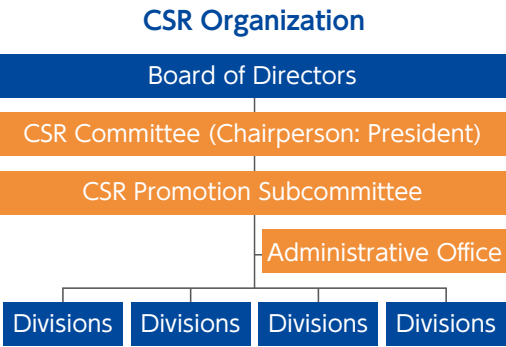 CSR Organization
Board of Directors
CSR Committee (Chairperson: President)
CSR Promotion Subcommittee
Administrative Office
Divisions Divisions Divisions Divisions